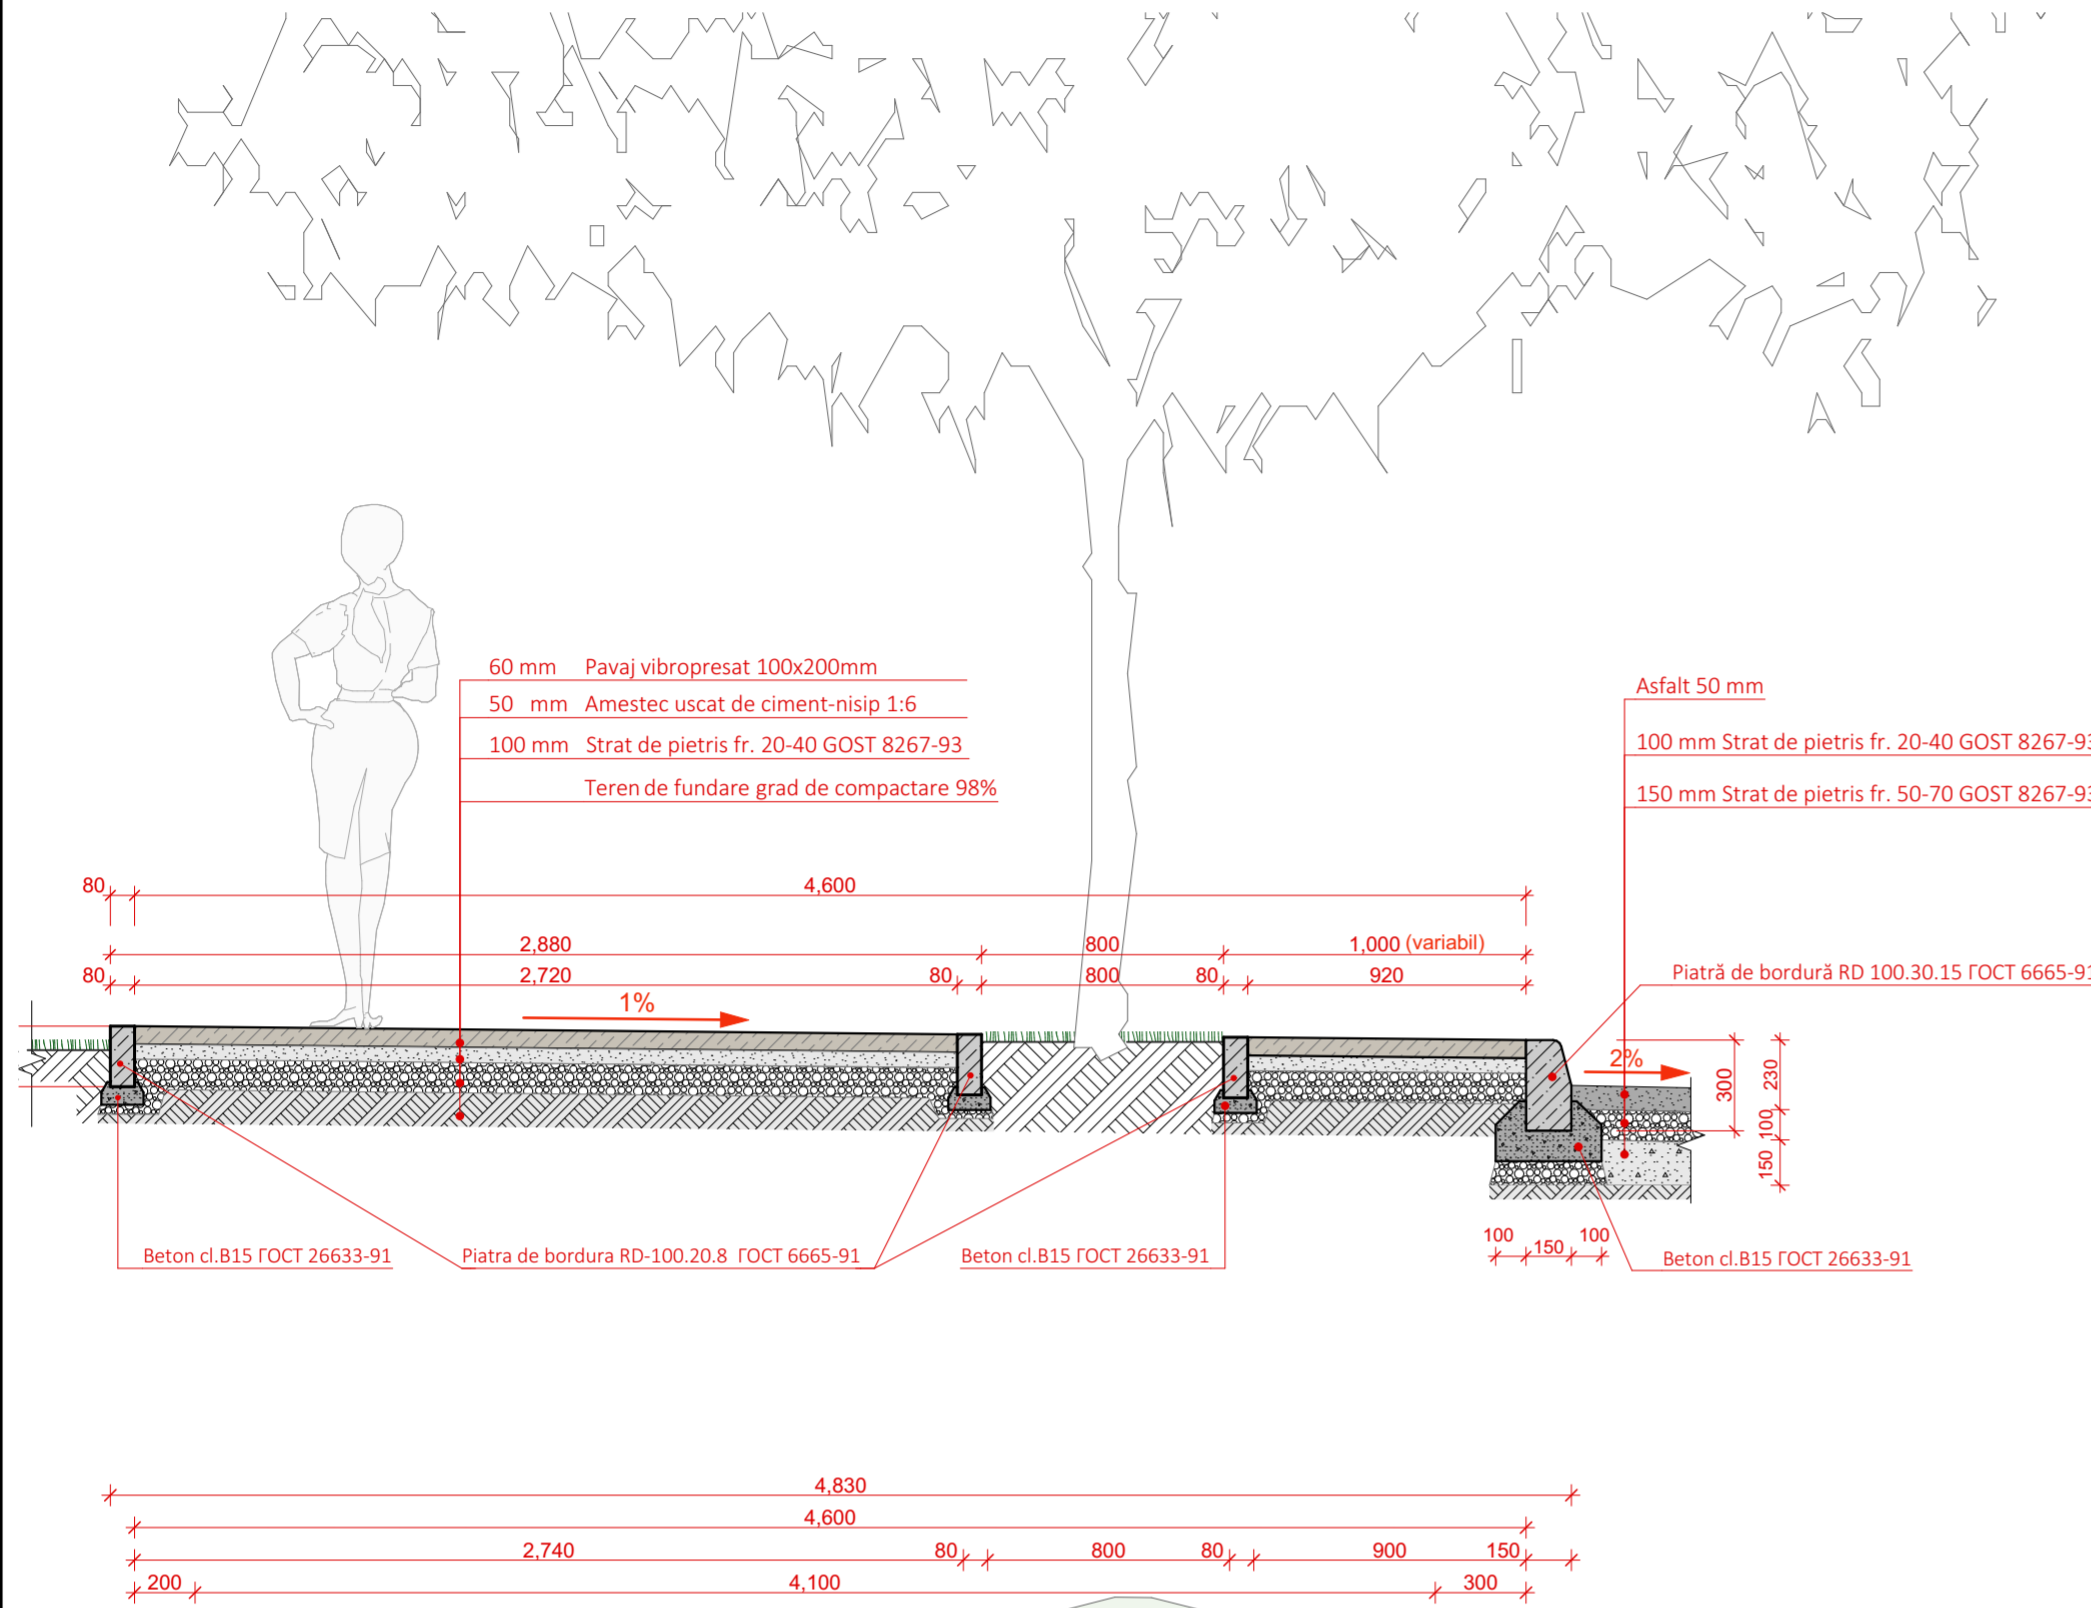 60 mm Pavaj vibropresat 100x200mm
50 mm Amestec uscat de ciment-nisip 1:6
100 mm Strat de pietris fr. 20-40 GOST 8267-93
Teren de fundare grad de compactare 98%
Asfalt 50 mm
100 mm Strat de pietris fr. 20-40 GOST 8267-93
150 mm Strat de pietris fr. 50-70 GOST 8267-93
80 4,600
2,880 800 1,000 (variabil)
80 2,720 80 800 80 920
Piatră de bordură RD 100.30.15 ГОСТ 6665-91
1%
2%
300
230
100
150
100 150 100
Beton cl.B15 ГОСТ 26633-91
Piatra de bordura RD-100.20.8 ГОСТ 6665-91
Beton cl.B15 ГОСТ 26633-91
Beton cl.B15 ГОСТ 26633-91
4,830
4,600
2,740 80 800 80 900 150
200 4,100 300